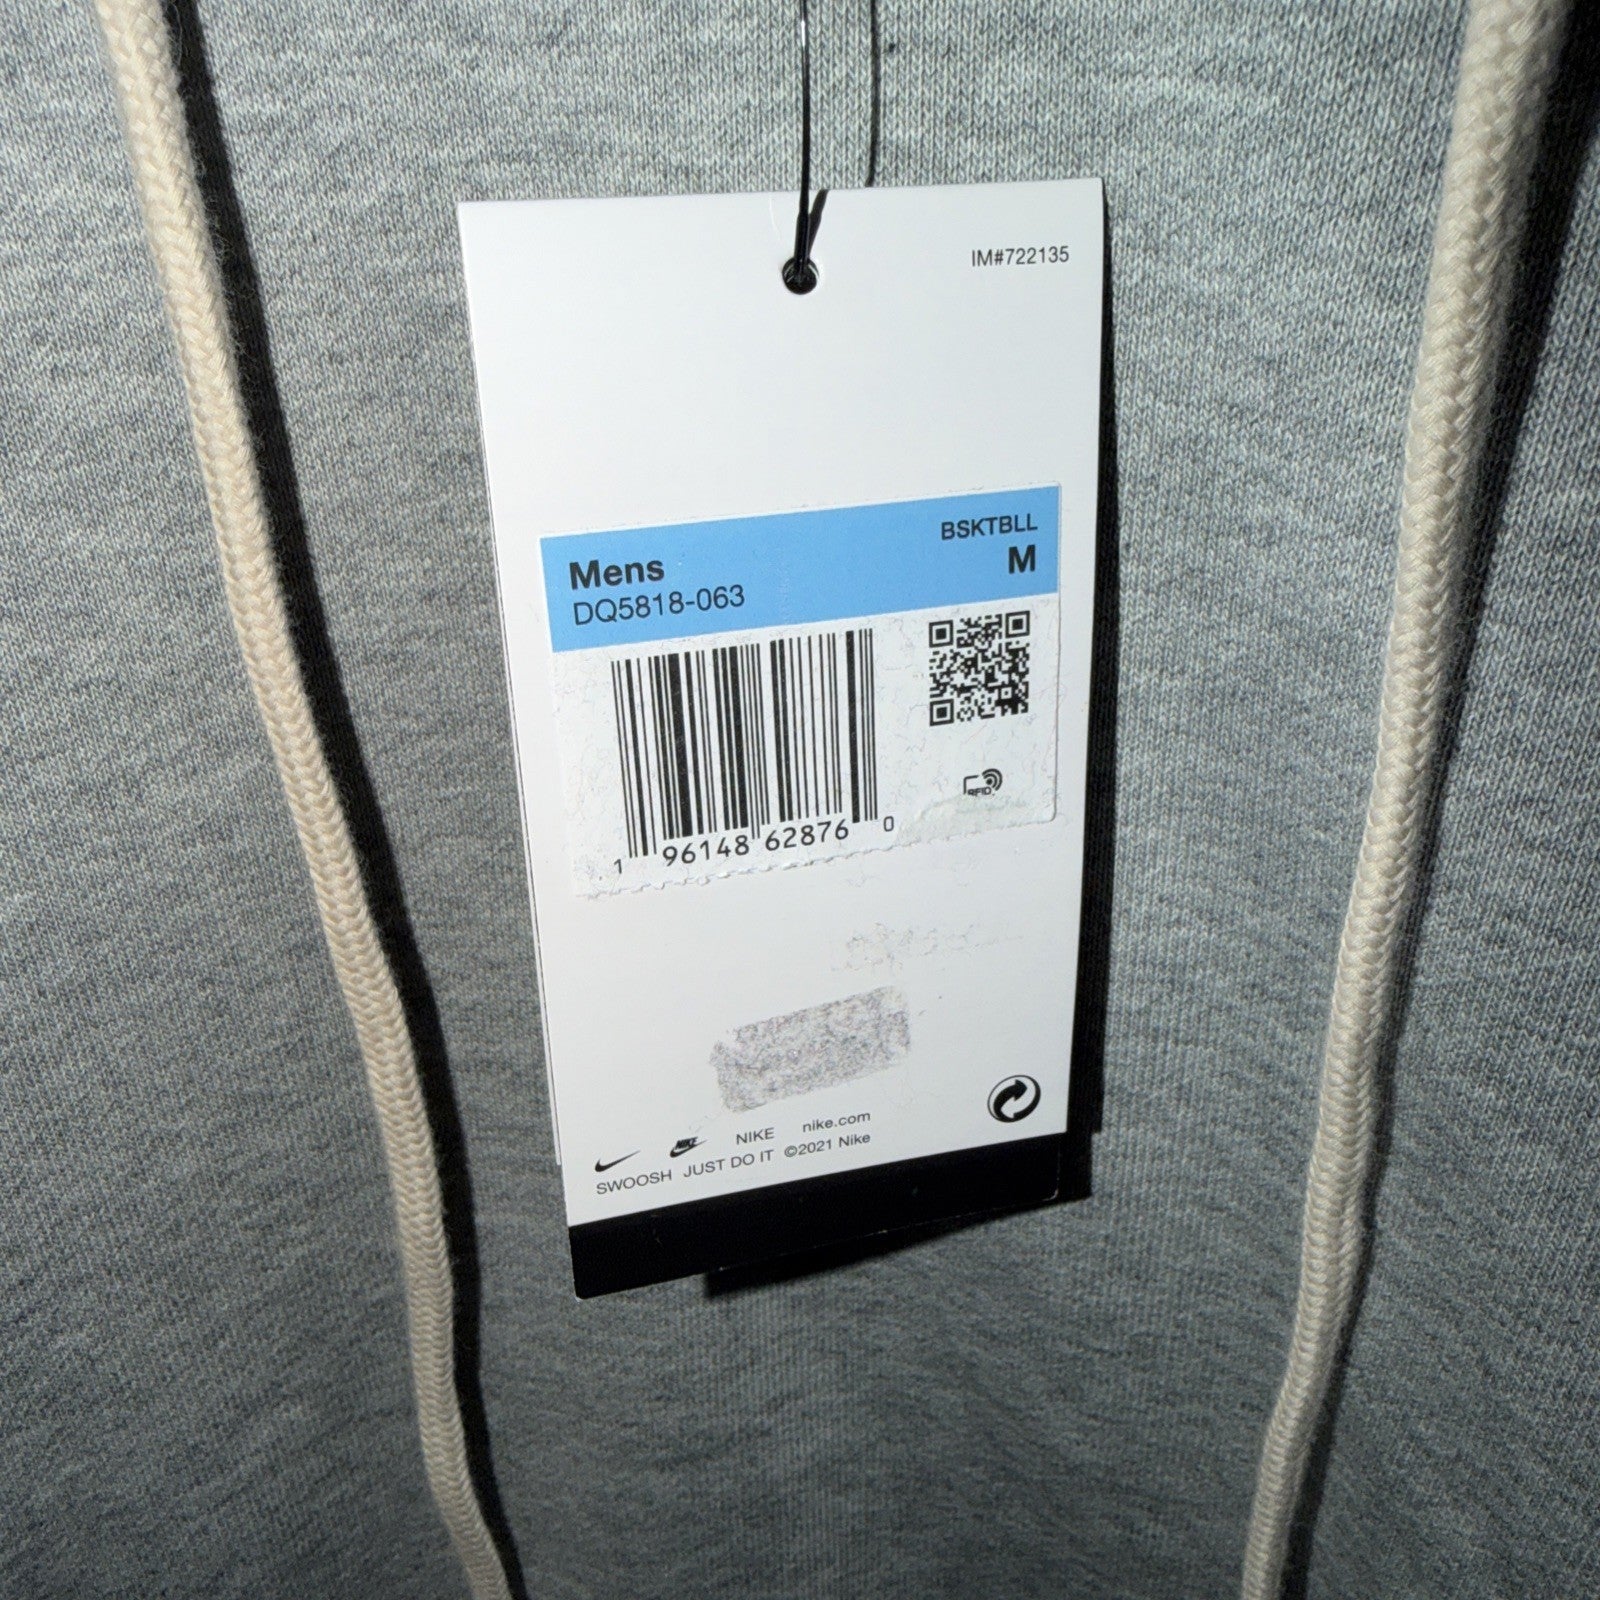 IM#722135
BSKTBLL
Mens M
DQ5818-063
RFID
1 96148 62876 0
NIKE NIKE nike.com
SWOOSH JUST DO IT ©2021 Nike